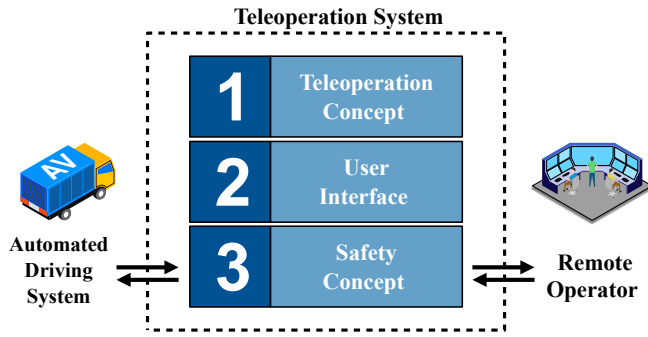 Teleoperation System
1
Teleoperation
Concept
2
User
Interface
3
Safety
Concept
AV
Automated
Driving
System
Remote
Operator